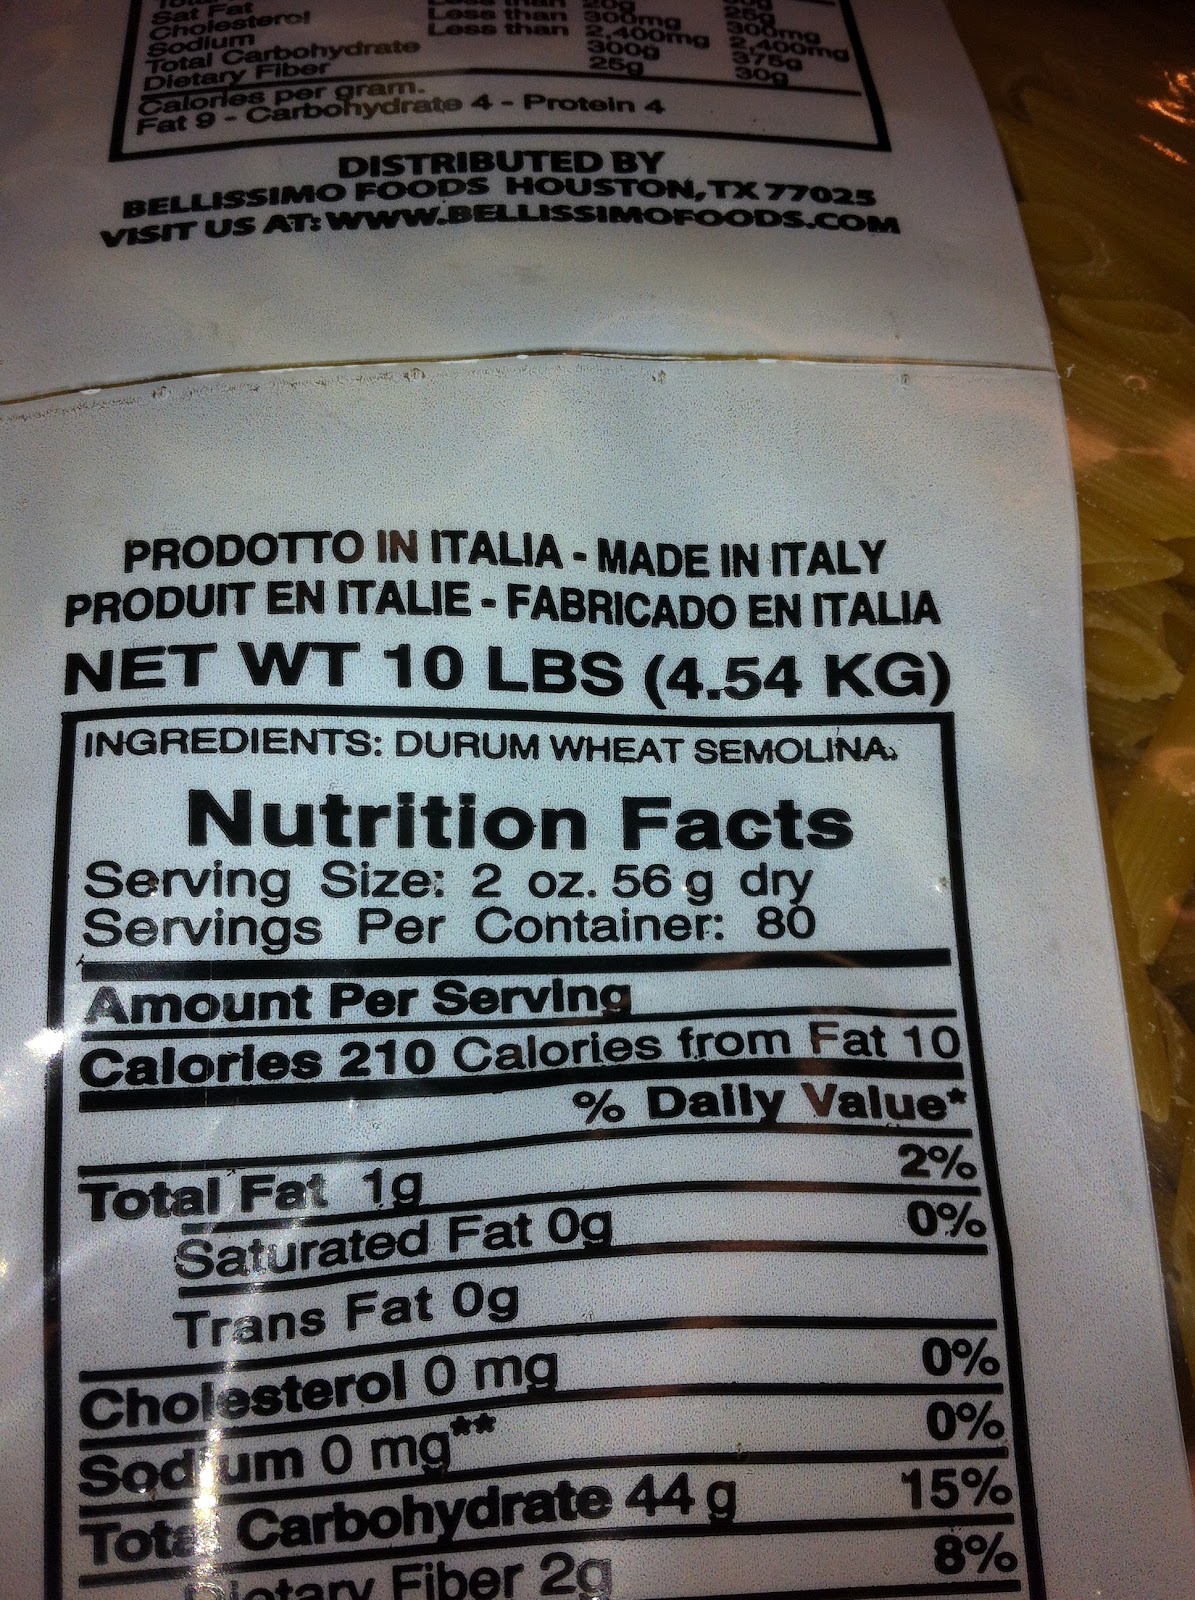 Sat Fat Less than 20g
Cholesterol Less than 300mg 300mg
Sodium Less than 2,400mg 2,400mg
Total Carbohydrate 300g 375g
Dietary Fiber 25g 30g
Calories per gram.
Fat 9 - Carbohydrate 4 - Protein 4
DISTRIBUTED BY
BELLISSIMO FOODS HOUSTON, TX 77025
VISIT US AT: WWW.BELLISSIMOFOODS.COM
PRODOTTO IN ITALIA - MADE IN ITALY
PRODUIT EN ITALIE - FABRICADO EN ITALIA
NET WT 10 LBS (4.54 KG)
INGREDIENTS: DURUM WHEAT SEMOLINA.
Nutrition Facts
Serving Size: 2 oz. 56 g dry
Servings Per Container: 80
Amount Per Serving
Calories 210 Calories from Fat 10
% Daily Value*
Total Fat 1g 2%
Saturated Fat 0g 0%
Trans Fat 0g
Cholesterol 0 mg 0%
Sodium 0 mg** 0%
Total Carbohydrate 44 g 15%
Dietary Fiber 2g 8%